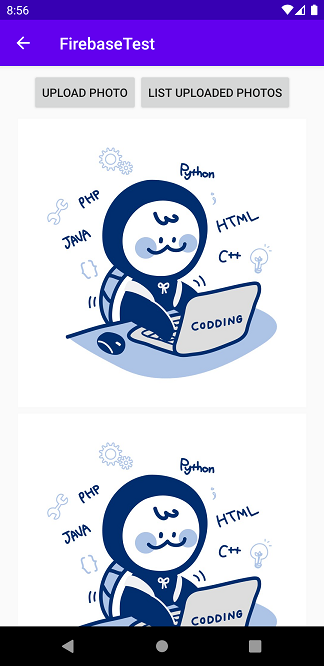 8:56
FirebaseTest
UPLOAD PHOTO
LIST UPLOADED PHOTOS
Python
PHP
;
HTML
JAVA
C++
{}
CODDING
Python
PHP
;
HTML
JAVA
C++
{}
CODDING